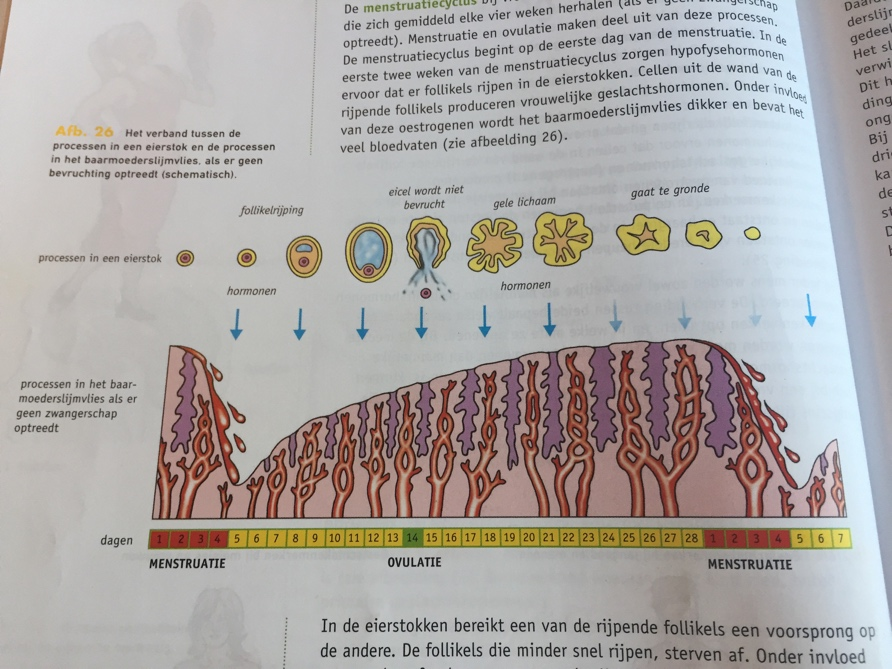 De menstruatiecyclus
die zich gemiddeld elke vier weken herhalen (als er geen zwangerschap
optreedt). Menstruatie en ovulatie maken deel uit van deze processen.
De menstruatiecyclus begint op de eerste dag van de menstruatie. In de
eerste twee weken van de menstruatiecyclus zorgen hypofysehormonen
ervoor dat er follikels rijpen in de eierstokken. Cellen uit de wand van de
rijpende follikels produceren vrouwelijke geslachtshormonen. Onder invloed
van deze oestrogenen wordt het baarmoederslijmvlies dikker en bevat het
veel bloedvaten (zie afbeelding 26).
Afb. 26 Het verband tussen de
processen in een eierstok en de processen
in het baarmoederslijmvlies, als er geen
bevruchting optreedt (schematisch).
follikelrijping
eicel wordt niet
bevrucht
gele lichaam
gaat te gronde
processen in een eierstok
hormonen
hormonen
processen in het baar-
moederslijmvlies als er
geen zwangerschap
optreedt
dagen 1 2 3 4 5 6 7 8 9 10 11 12 13 14 15 16 17 18 19 20 21 22 23 24 25 26 27 28 1 2 3 4 5 6 7
MENSTRUATIE OVULATIE MENSTRUATIE
In de eierstokken bereikt een van de rijpende follikels een voorsprong op
de andere. De follikels die minder snel rijpen, sterven af. Onder invloed